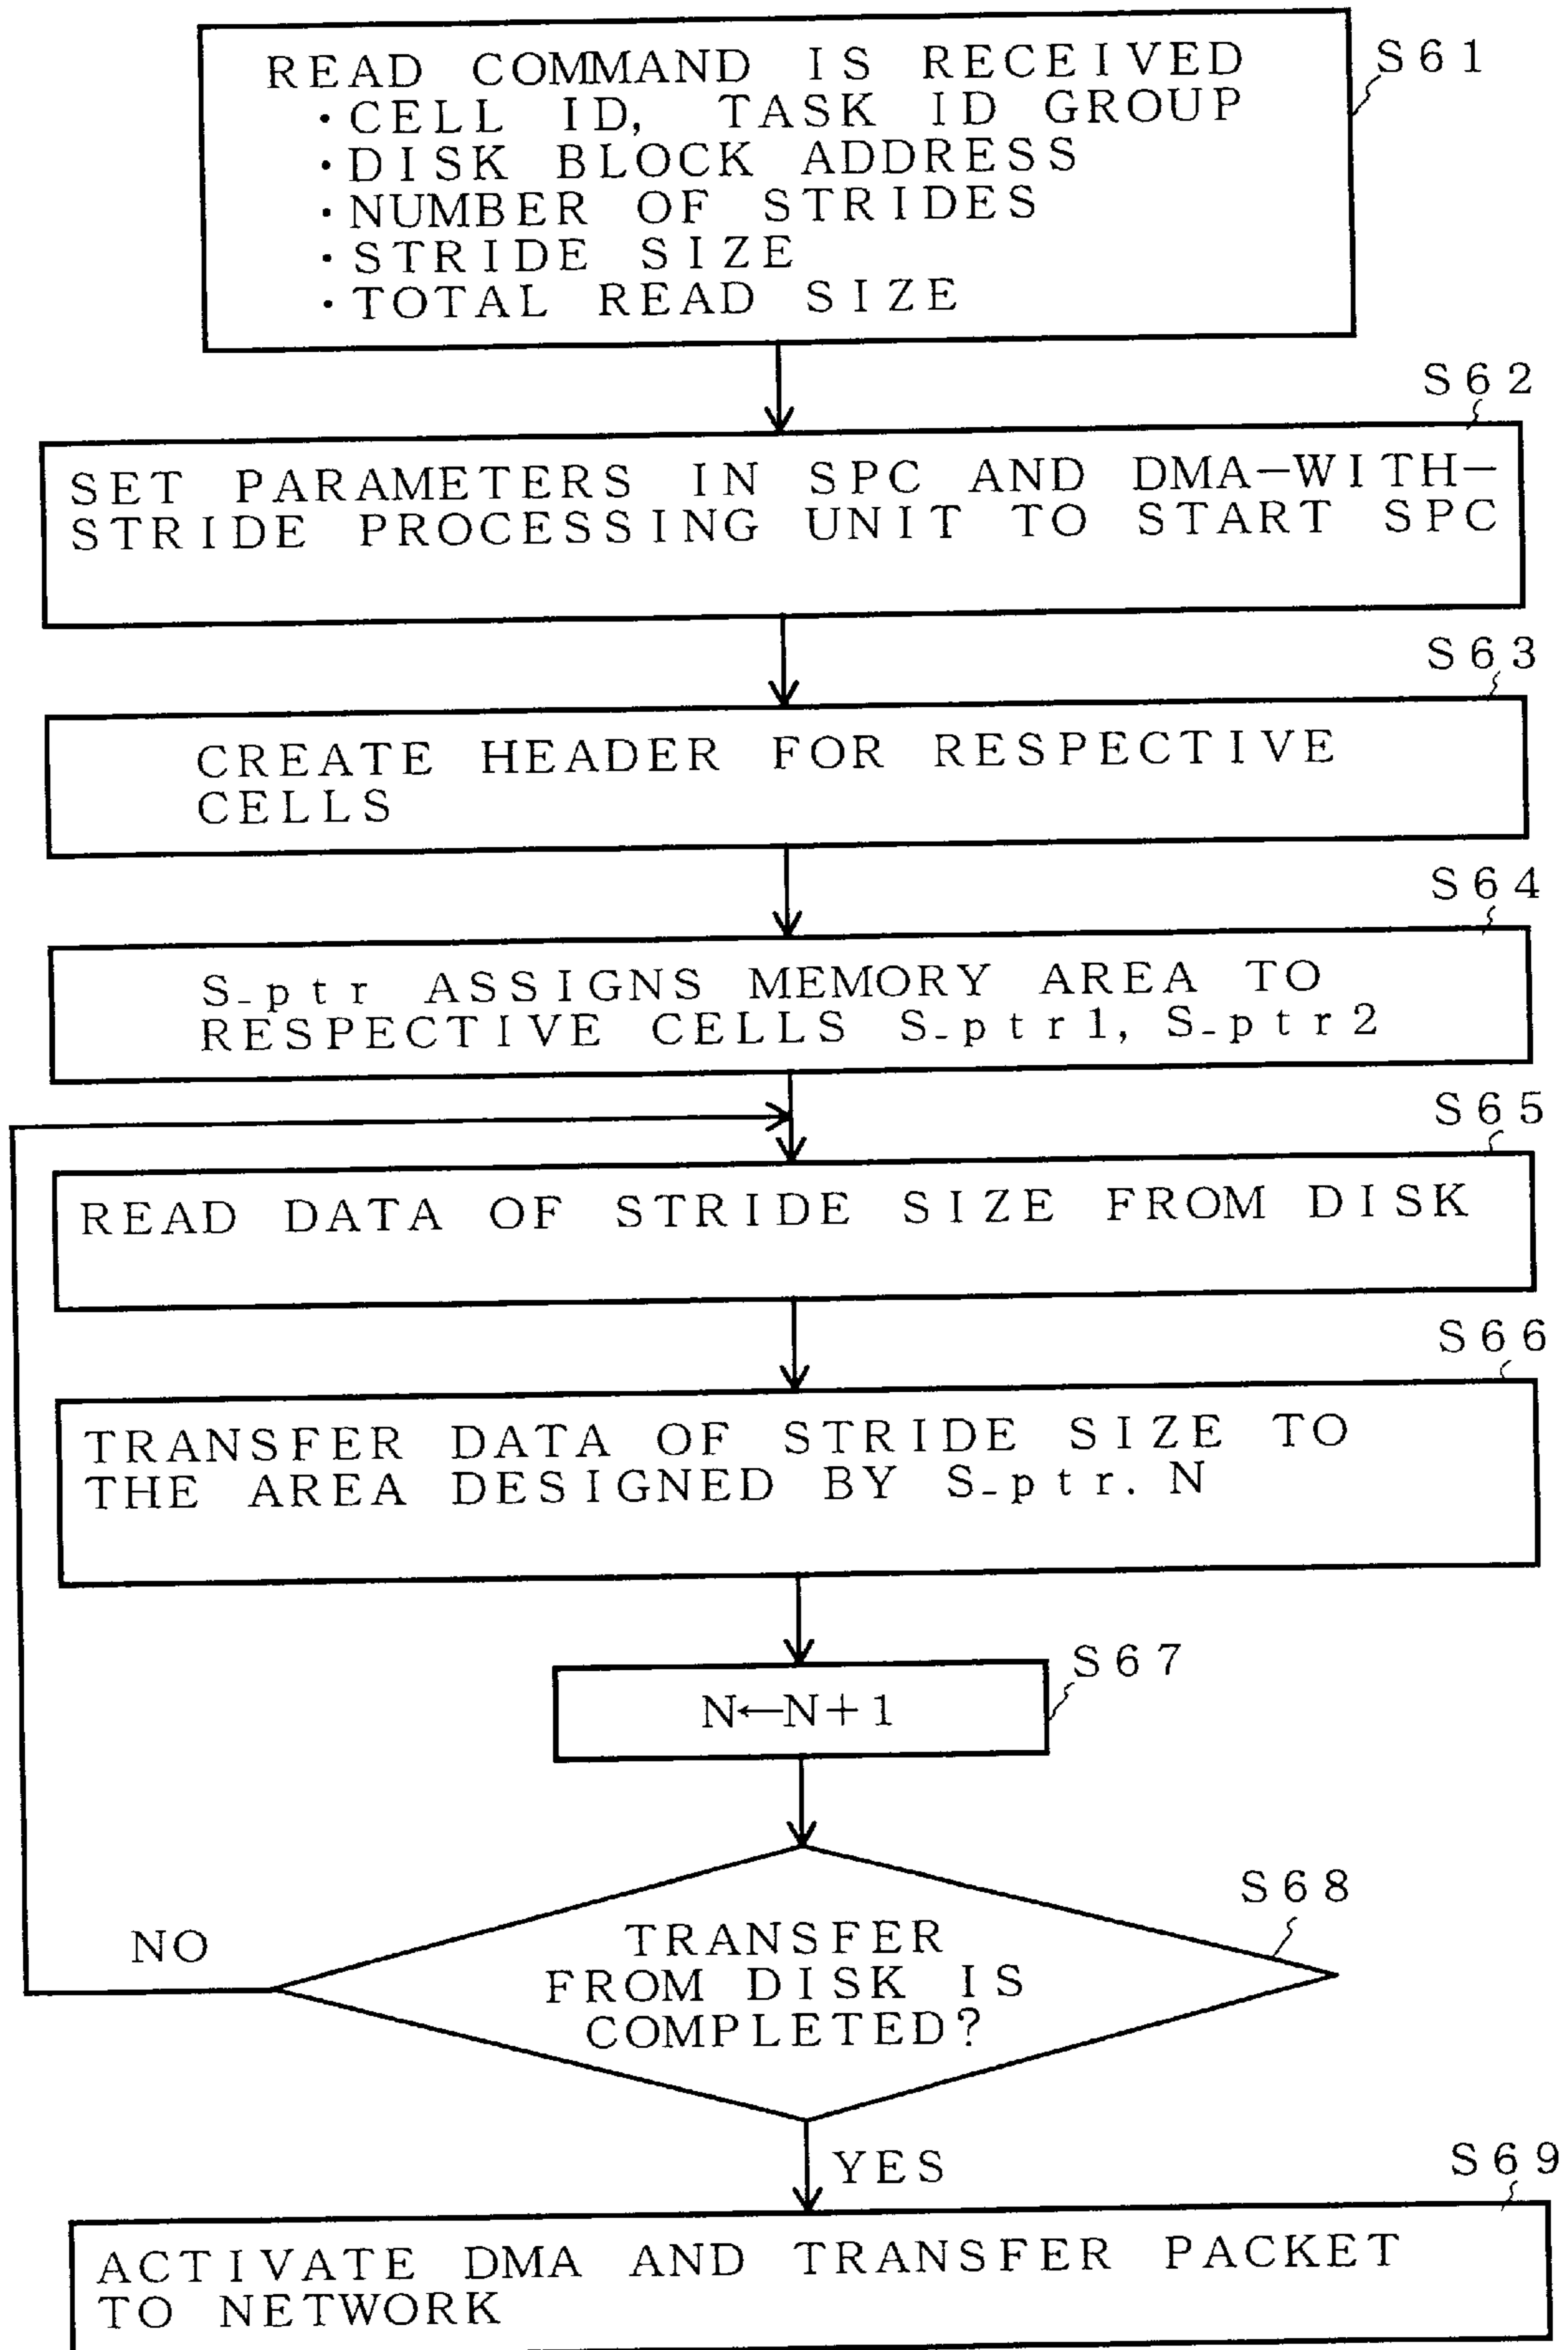 READ COMMAND IS RECEIVED
S61
・CELL ID, TASK ID GROUP
・DISK BLOCK ADDRESS
・NUMBER OF STRIDES
・STRIDE SIZE
・TOTAL READ SIZE
S62
SET PARAMETERS IN SPC AND DMA-WITH-
STRIDE PROCESSING UNIT TO START SPC
S63
CREATE HEADER FOR RESPECTIVE
CELLS
S64
S_ptr ASSIGNS MEMORY AREA TO
RESPECTIVE CELLS S_ptr1, S_ptr2
S65
READ DATA OF STRIDE SIZE FROM DISK
S66
TRANSFER DATA OF STRIDE SIZE TO
THE AREA DESIGNED BY S_ptr. N
S67
N←N+1
S68
TRANSFER
FROM DISK IS
COMPLETED?
NO
YES
S69
ACTIVATE DMA AND TRANSFER PACKET
TO NETWORK